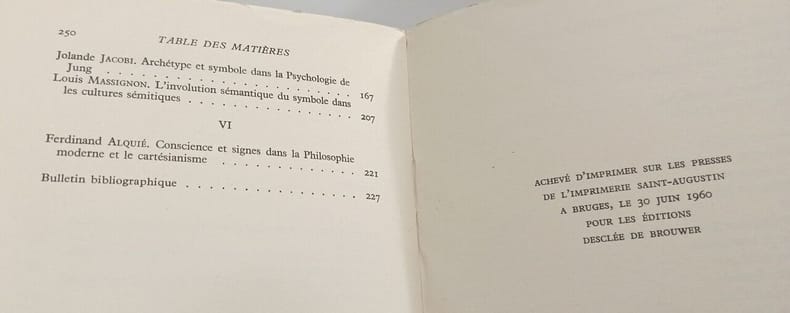 250
TABLE DES MATIÈRES
Jolande JACOBI. Archétype et symbole dans la Psychologie de
Jung . . . . . . . . . . . . . . . . . . . . 167
Louis MASSIGNON. L'involution sémantique du symbole dans
les cultures sémitiques . . . . . . . . . . . . . . 207
VI
Ferdinand ALQUIÉ. Conscience et signes dans la Philosophie
moderne et le cartésianisme . . . . . . . . . . . . 221
Bulletin bibliographique . . . . . . . . . . . . . . . 227
ACHEVÉ D'IMPRIMER SUR LES PRESSES
DE L'IMPRIMERIE SAINT-AUGUSTIN
A BRUGES, LE 30 JUIN 1960
POUR LES ÉDITIONS
DESCLÉE DE BROUWER